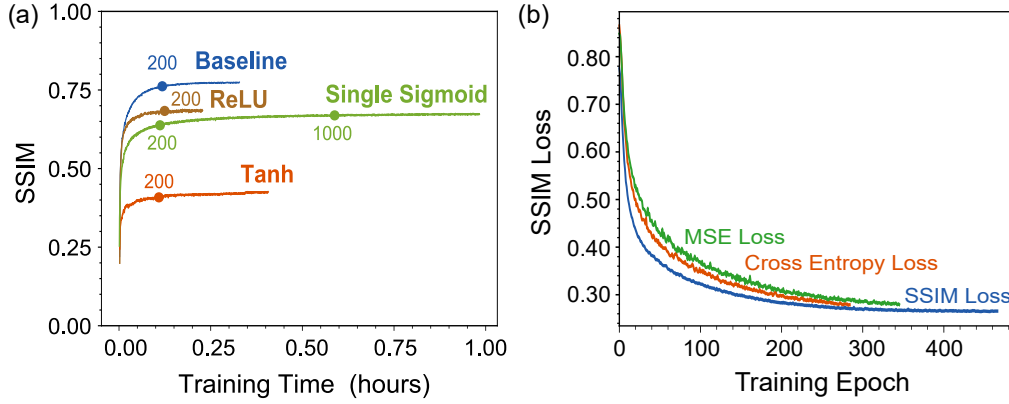 (a)
SSIM
1.00
0.75
0.50
0.25
0.00
200
Baseline
200
ReLU
Single Sigmoid
200
1000
200
Tanh
0.00
0.25
0.50
0.75
1.00
Training Time (hours)
(b)
SSIM Loss
0.80
0.70
0.60
0.50
0.40
0.30
MSE Loss
Cross Entropy Loss
SSIM Loss
0
100
200
300
400
Training Epoch